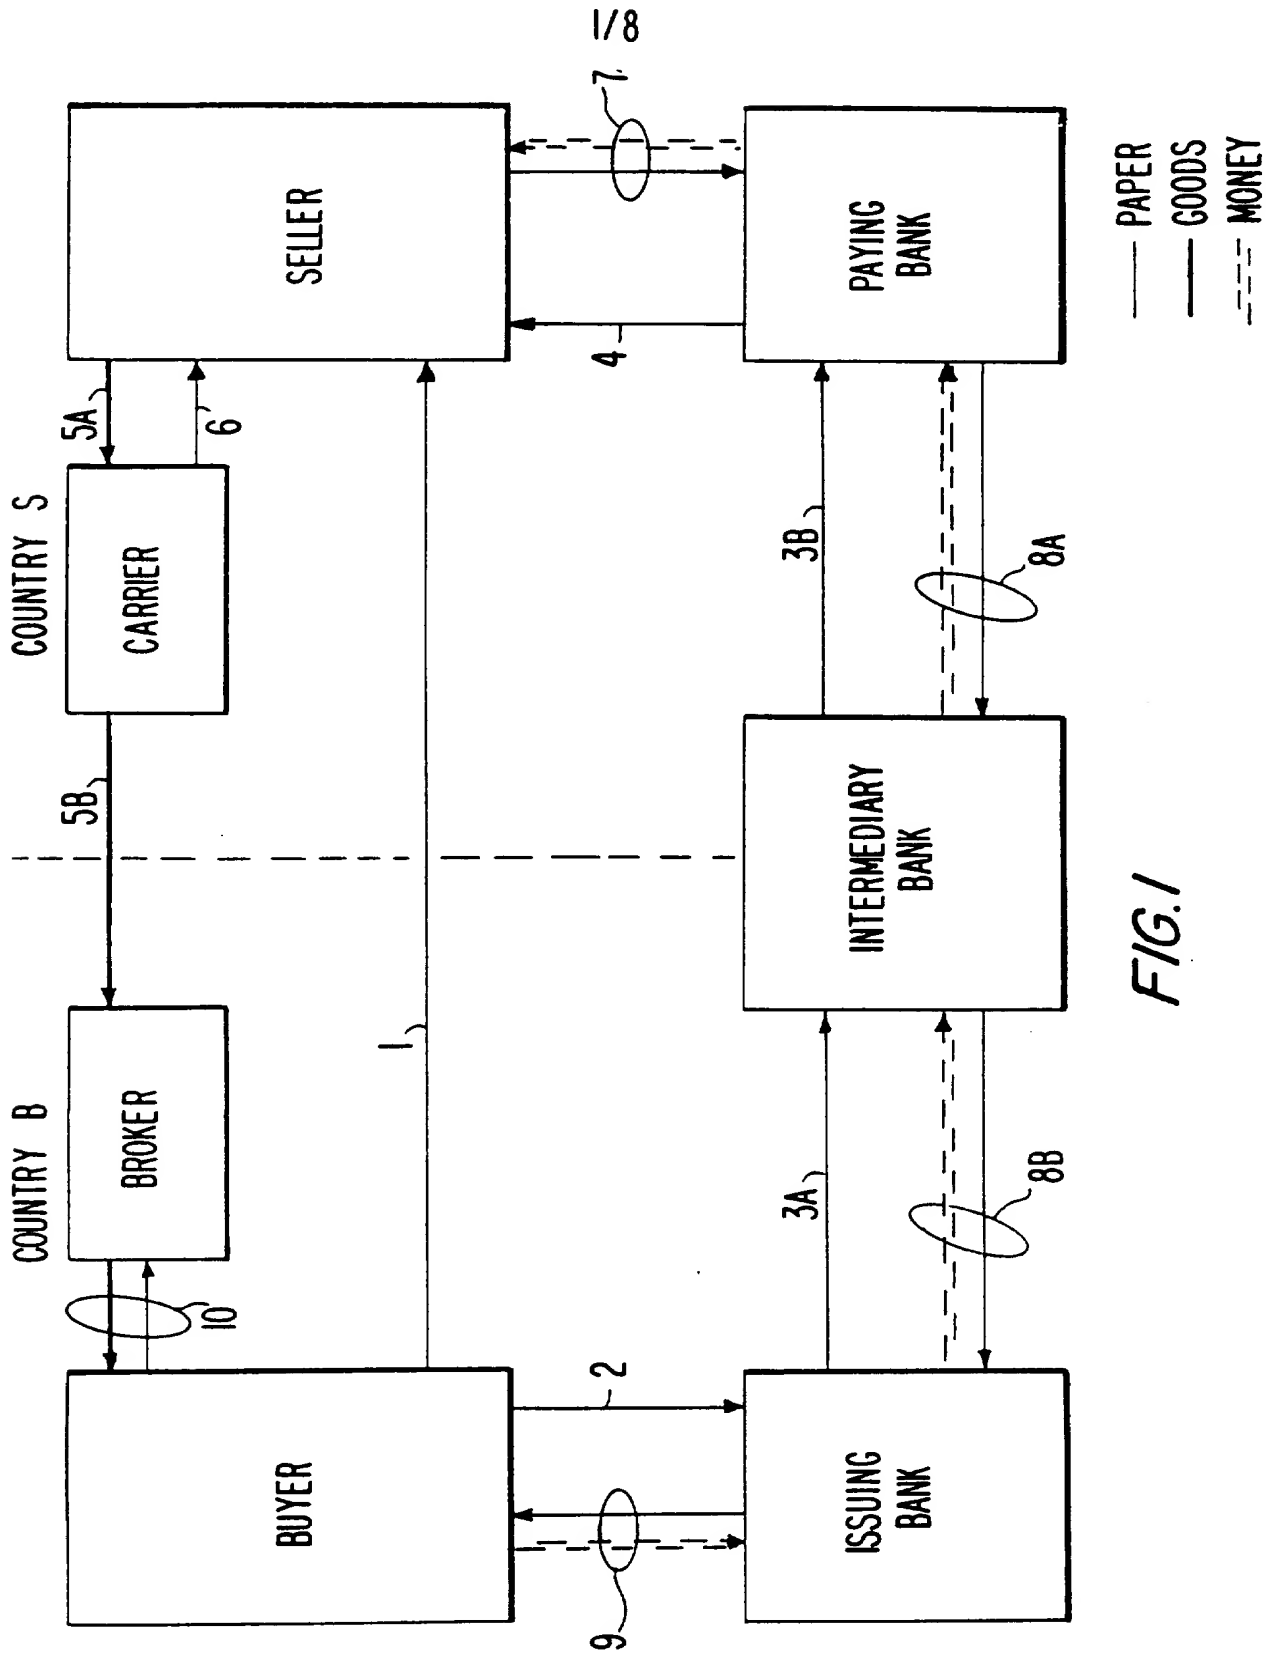 1/8
COUNTRY B
COUNTRY S
BUYER
10
BROKER
5B
CARRIER
5A
6
SELLER
1
9
2
4
7
ISSUING
BANK
3A
8B
INTERMEDIARY
BANK
3B
8A
PAYING
BANK
PAPER
GOODS
MONEY
FIG.1